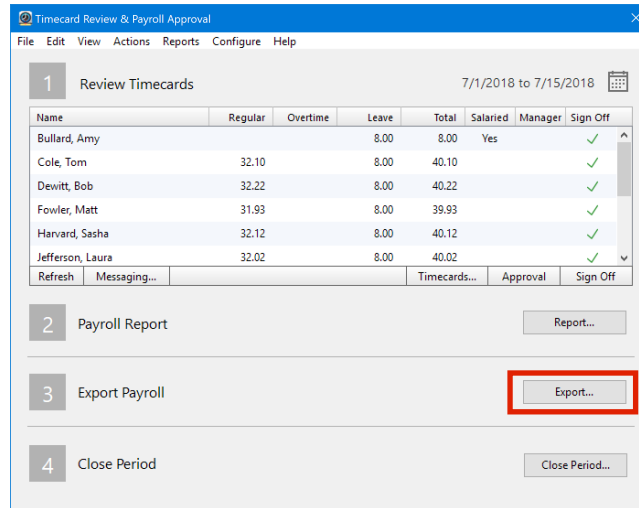 Timecard Review & Payroll Approval
File Edit View Actions Reports Configure Help
1 Review Timecards 7/1/2018 to 7/15/2018
Name Regular Overtime Leave Total Salaried Manager Sign Off
Bullard, Amy 8.00 8.00 Yes ✓
Cole, Tom 32.10 8.00 40.10 ✓
Dewitt, Bob 32.22 8.00 40.22 ✓
Fowler, Matt 31.93 8.00 39.93 ✓
Harvard, Sasha 32.12 8.00 40.12 ✓
Jefferson, Laura 32.02 8.00 40.02 ✓
Refresh Messaging... Timecards... Approval Sign Off
2 Payroll Report Report...
3 Export Payroll Export...
4 Close Period Close Period...